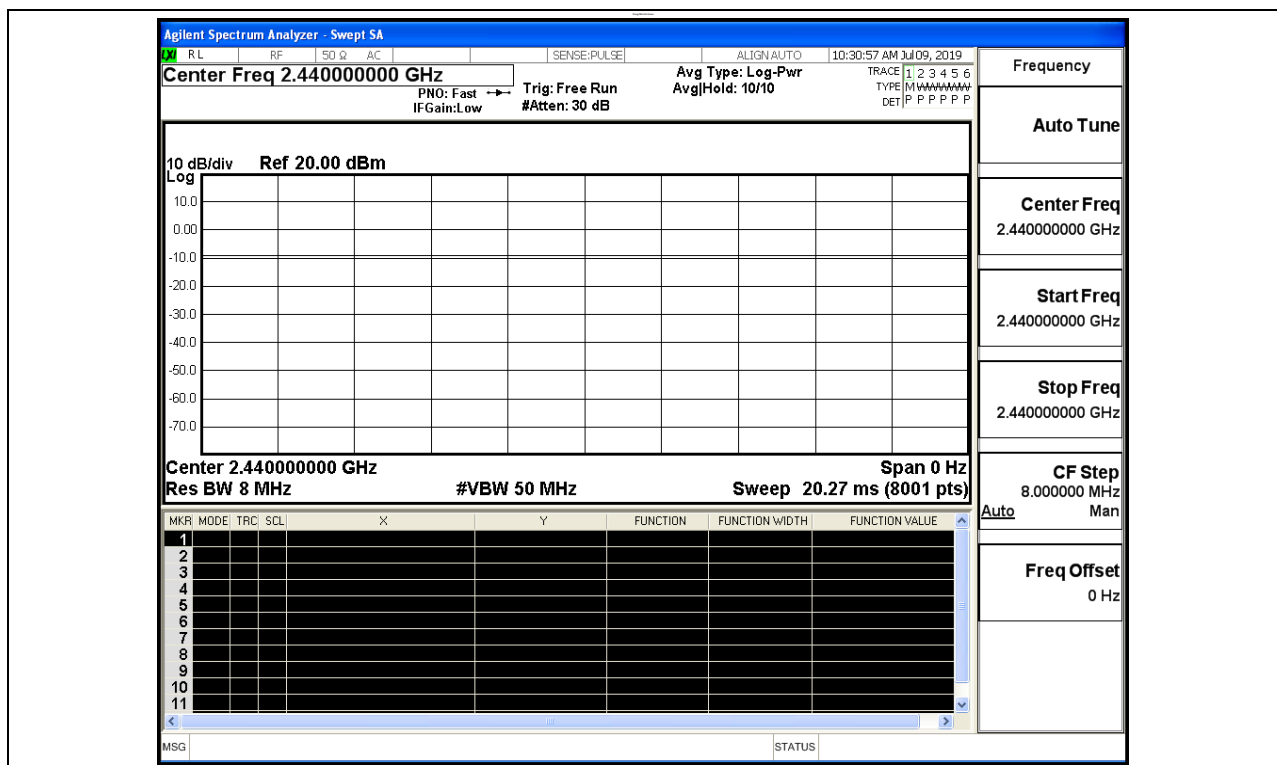 Agilent Spectrum Analyzer - Swept SA
LXI RL RF 50 Ω AC SENSE:PULSE ALIGN AUTO 10:30:57 AM Jul 09, 2019
Center Freq 2.440000000 GHz
PNO: Fast
IFGain:Low
Trig: Free Run
#Atten: 30 dB
Avg Type: Log-Pwr
Avg|Hold: 10/10
TRACE 1 2 3 4 5 6
TYPE M W W W W W
DET P P P P P P
10 dB/div Ref 20.00 dBm
Log
10.0
0.00
-10.0
-20.0
-30.0
-40.0
-50.0
-60.0
-70.0
Center 2.440000000 GHz Span 0 Hz
Res BW 8 MHz #VBW 50 MHz Sweep 20.27 ms (8001 pts)
MKR MODE TRC SCL X Y FUNCTION FUNCTION WIDTH FUNCTION VALUE
1
2
3
4
5
6
7
8
9
10
11
MSG STATUS
Frequency
Auto Tune
Center Freq
2.440000000 GHz
Start Freq
2.440000000 GHz
Stop Freq
2.440000000 GHz
CF Step
8.000000 MHz
Auto Man
Freq Offset
0 Hz